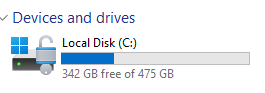 Devices and drives
Local Disk (C:)
342 GB free of 475 GB